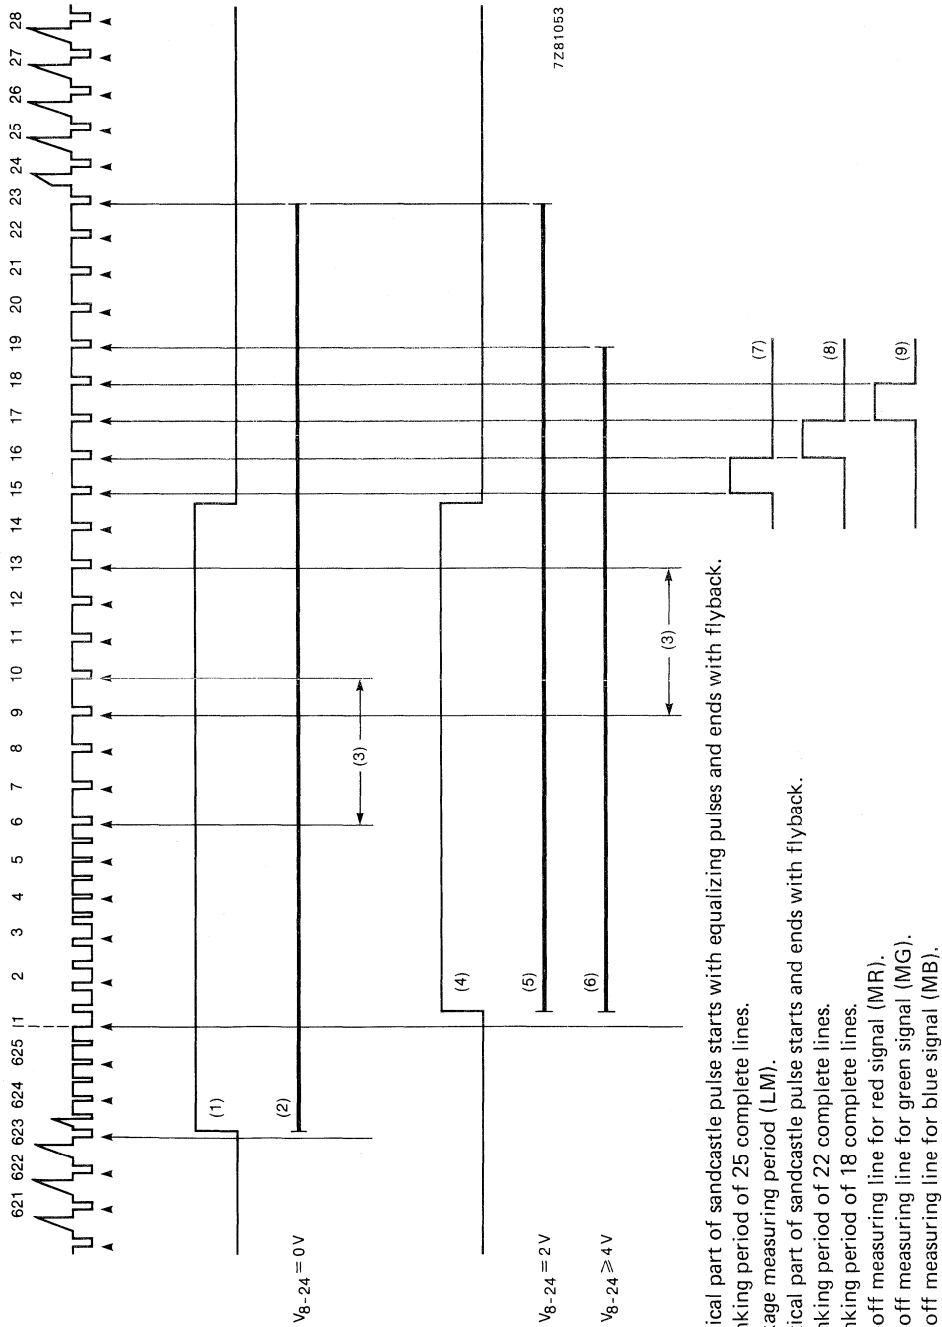 621 622 623 624 625 1 2 3 4 5 6 7 8 9 10 11 12 13 14 15 16 17 18 19 20 21 22 23 24 25 26 27 28
(1)
V8-24 = 0 V (2)
(3)
(4)
V8-24 = 2 V (5)
V8-24 ⩾ 4 V (6)
(3)
(7)
(8)
(9)
7Z81053
ical part of sandcastle pulse starts with equalizing pulses and ends with flyback.
nking period of 25 complete lines.
age measuring period (LM).
ical part of sandcastle pulse starts and ends with flyback.
nking period of 22 complete lines.
nking period of 18 complete lines.
off measuring line for red signal (MR).
off measuring line for green signal (MG).
off measuring line for blue signal (MB).